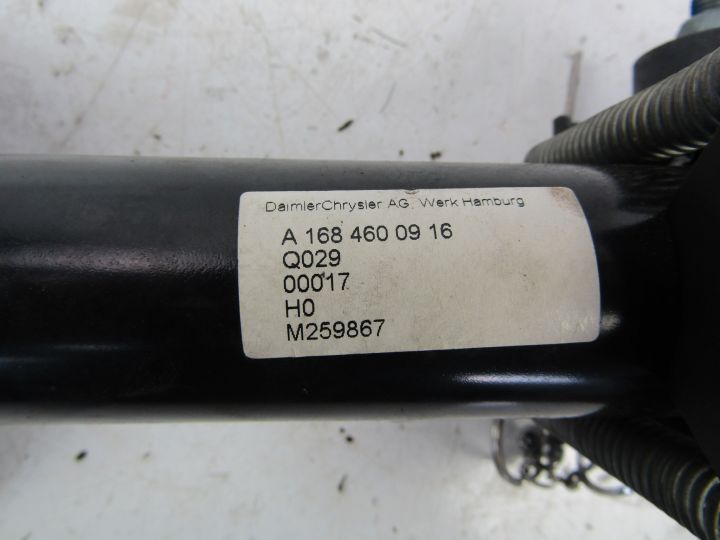 DaimlerChrysler AG, Werk Hamburg
A 168 460 09 16
Q029
00017
H0
M259867